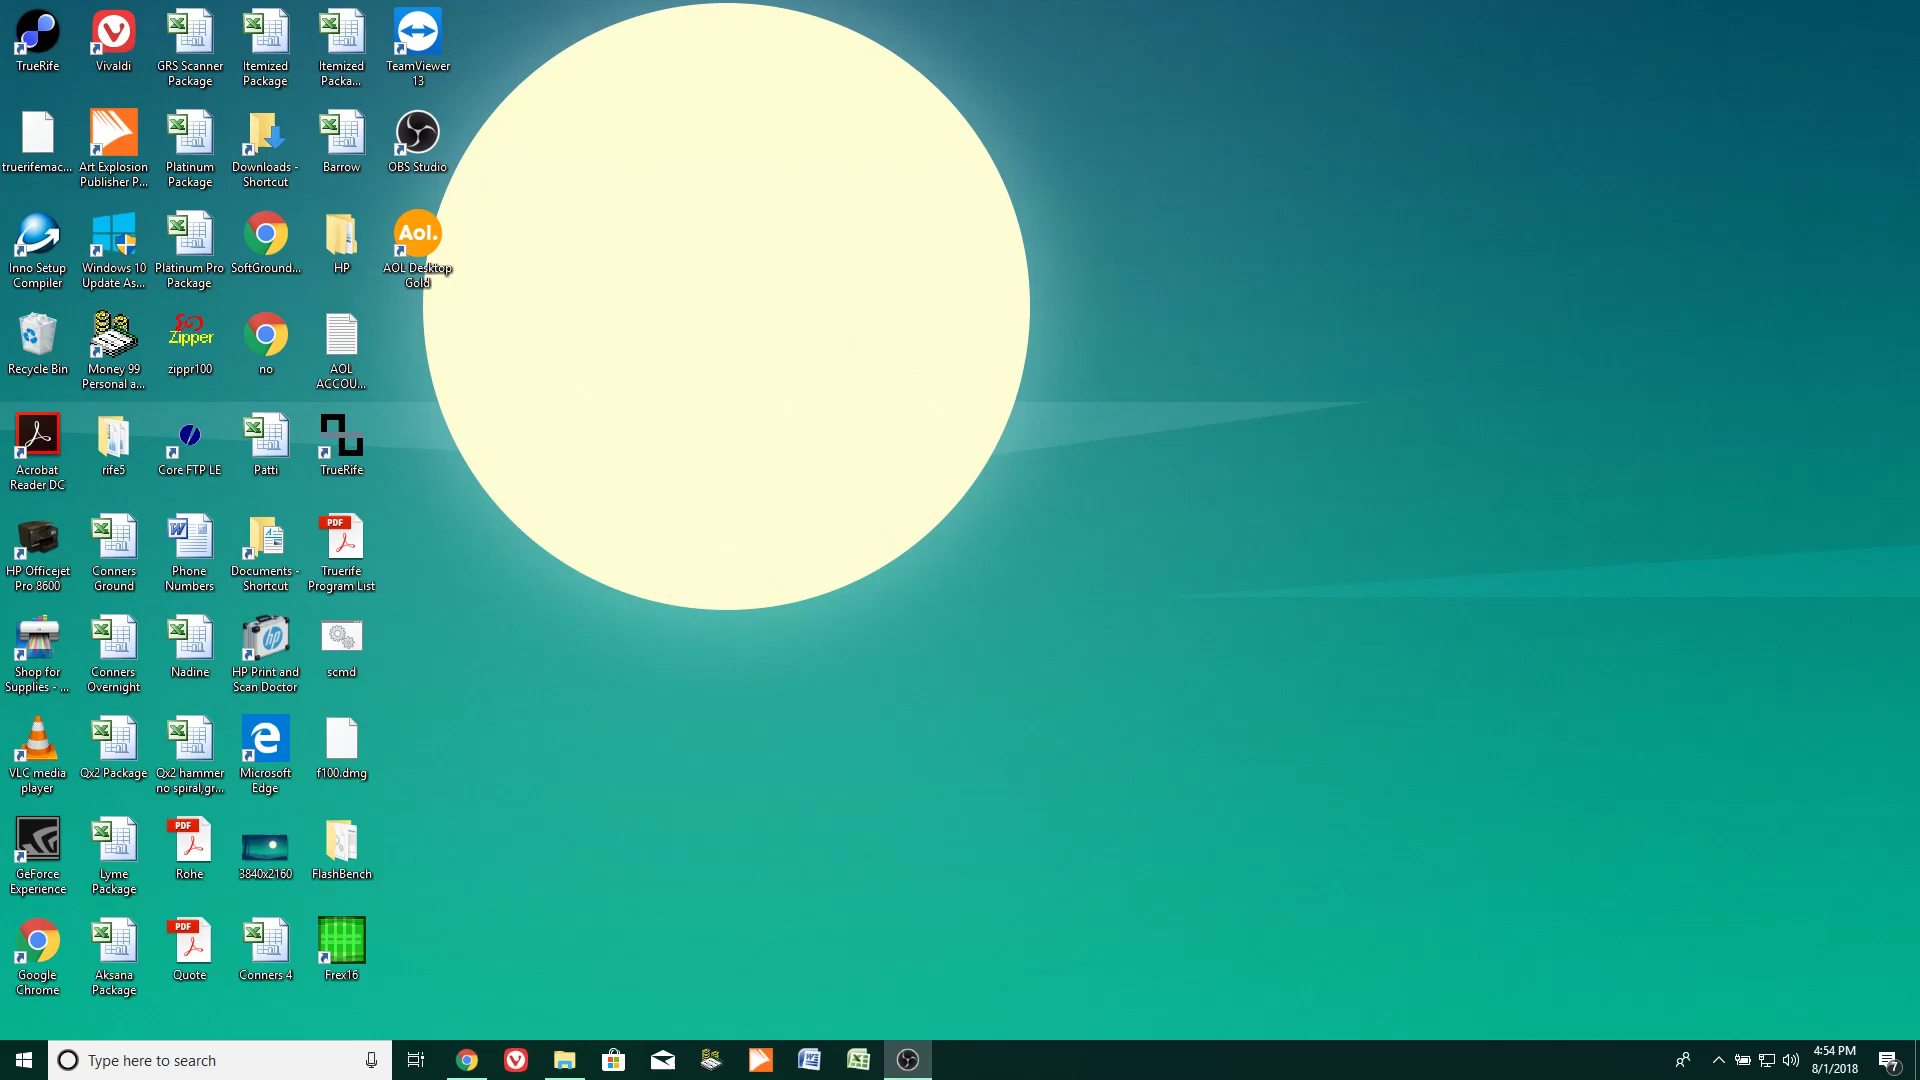 TrueRife
Vivaldi
GRS Scanner
Package
Itemized
Package
Itemized
Packa...
TeamViewer
13
truerifemac...
Art Explosion
Publisher P...
Platinum
Package
Downloads -
Shortcut
Barrow
OBS Studio
Inno Setup
Compiler
Windows 10
Update As...
Platinum Pro
Package
SoftGround...
HP
Aol.
AOL Desktop
Gold
Recycle Bin
Money 99
Personal a...
Zipper
zippr100
no
AOL
ACCOU...
Acrobat
Reader DC
rife5
Core FTP LE
Patti
TrueRife
HP Officejet
Pro 8600
Conners
Ground
Phone
Numbers
Documents -
Shortcut
PDF
Truerife
Program List
Shop for
Supplies - ...
Conners
Overnight
Nadine
hp
HP Print and
Scan Doctor
scmd
VLC media
player
Qx2 Package
Qx2 hammer
no spiral,gr...
Microsoft
Edge
f100.dmg
GeForce
Experience
Lyme
Package
PDF
Rohe
3840x2160
FlashBench
Google
Chrome
Aksana
Package
PDF
Quote
Conners 4
Frex16
Type here to search
4:54 PM
8/1/2018
7